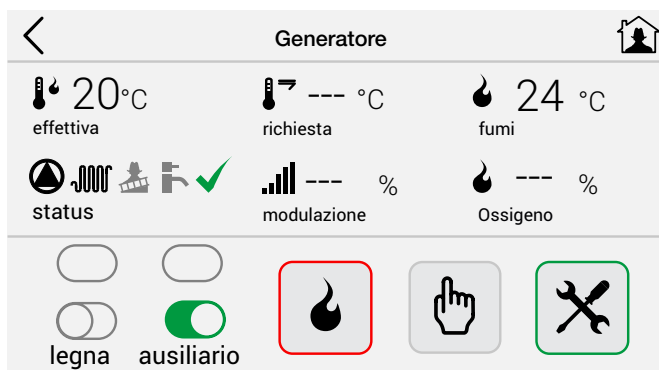 Generatore
20°C --- °C 24 °C
effettiva richiesta fumi
--- % --- %
status modulazione Ossigeno
legna ausiliario